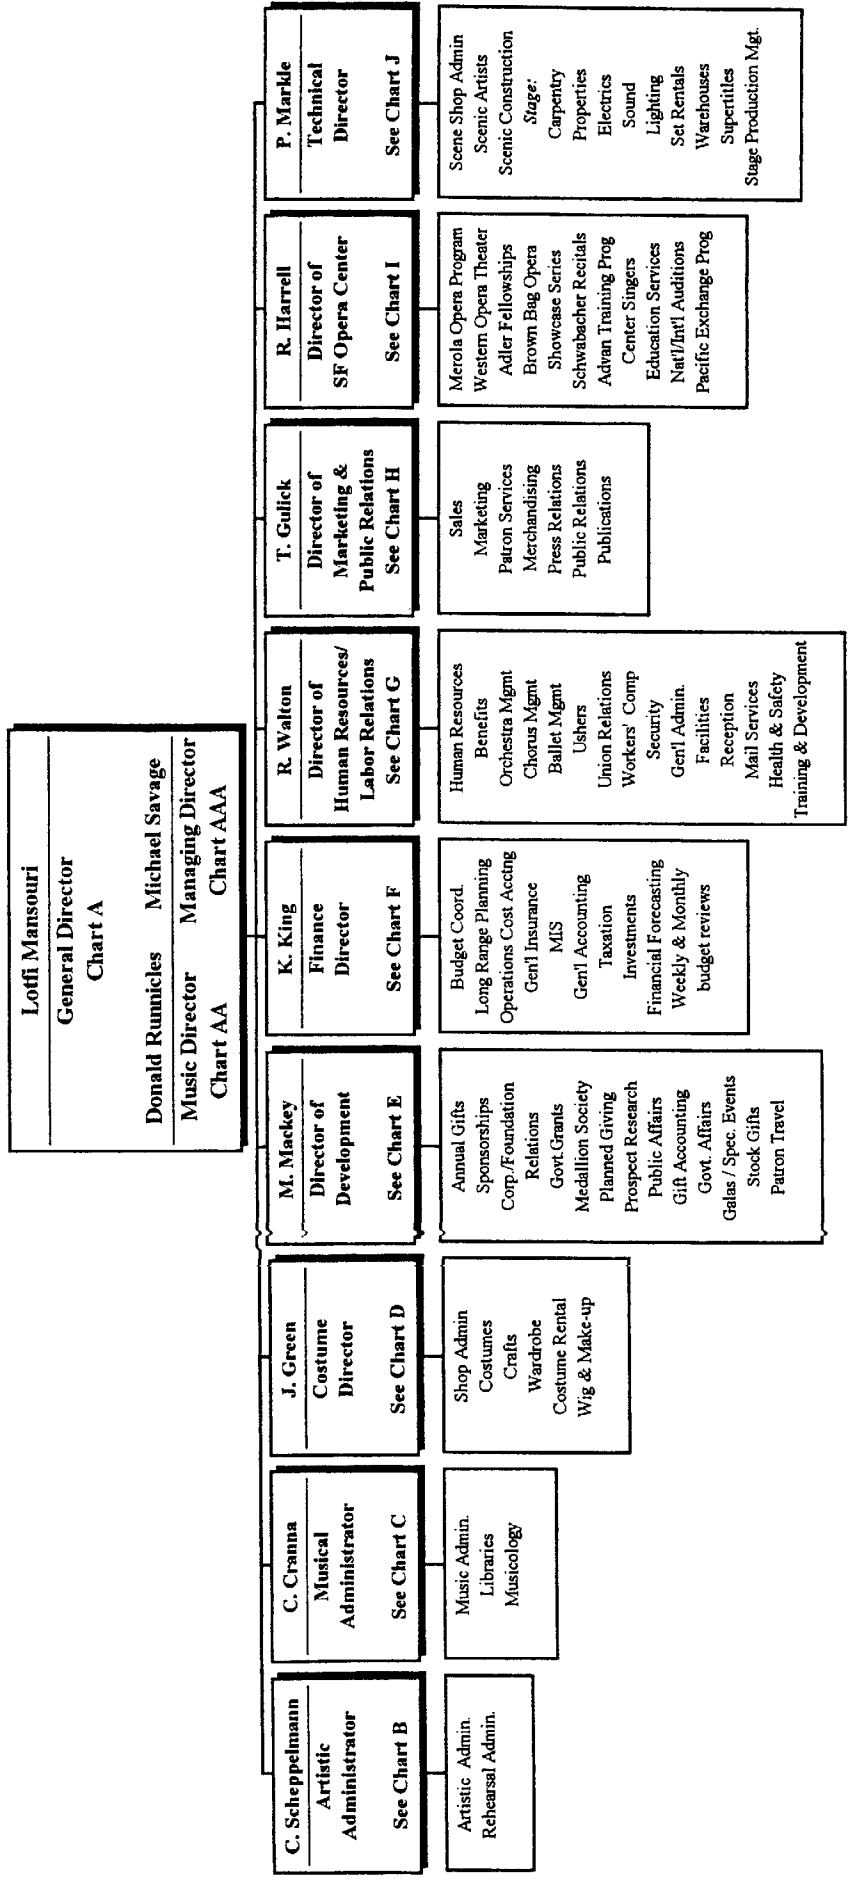 Lotfi Mansouri
General Director
Chart A
Donald Runnicles Michael Savage
Music Director Managing Director
Chart AA Chart AAA
C. Scheppelmann
Artistic
Administrator
See Chart B
Artistic Admin.
Rehearsal Admin.
C. Cranna
Musical
Administrator
See Chart C
Music Admin.
Libraries
Musicology
J. Green
Costume
Director
See Chart D
Shop Admin
Costumes
Crafts
Wardrobe
Costume Rental
Wig & Make-up
M. Mackey
Director of
Development
See Chart E
Annual Gifts
Sponsorships
Corp./Foundation
Relations
Govt.Grants
Medallion Society
Planned Giving
Prospect Research
Public Affairs
Gift Accounting
Govt. Affairs
Galas / Spec. Events
Stock Gifts
Patron Travel
K. King
Finance
Director
See Chart F
Budget Coord.
Long Range Planning
Operations Cost Acctng
Gen'l Insurance
MIS
Gen'l Accounting
Taxation
Investments
Financial Forecasting
Weekly & Monthly
budget reviews
R. Walton
Director of
Human Resources/
Labor Relations
See Chart G
Human Resources
Benefits
Orchestra Mgmt
Chorus Mgmt
Ballet Mgmt
Ushers
Union Relations
Workers' Comp
Security
Gen'l Admin.
Facilities
Reception
Mail Services
Health & Safety
Training & Development
T. Gulick
Director of
Marketing &
Public Relations
See Chart H
Sales
Marketing
Patron Services
Merchandising
Press Relations
Public Relations
Publications
R. Harrell
Director of
SF Opera Center
See Chart I
Merola Opera Program
Western Opera Theater
Adler Fellowships
Brown Bag Opera
Showcase Series
Schwabacher Recitals
Advan Training Prog
Center Singers
Education Services
Nat'l/Int'l Auditions
Pacific Exchange Prog
P. Markle
Technical
Director
See Chart J
Scene Shop Admin
Scenic Artists
Scenic Construction
Stage:
Carpentry
Properties
Electrics
Sound
Lighting
Set Rentals
Warehouses
Supertitles
Stage Production Mgt.